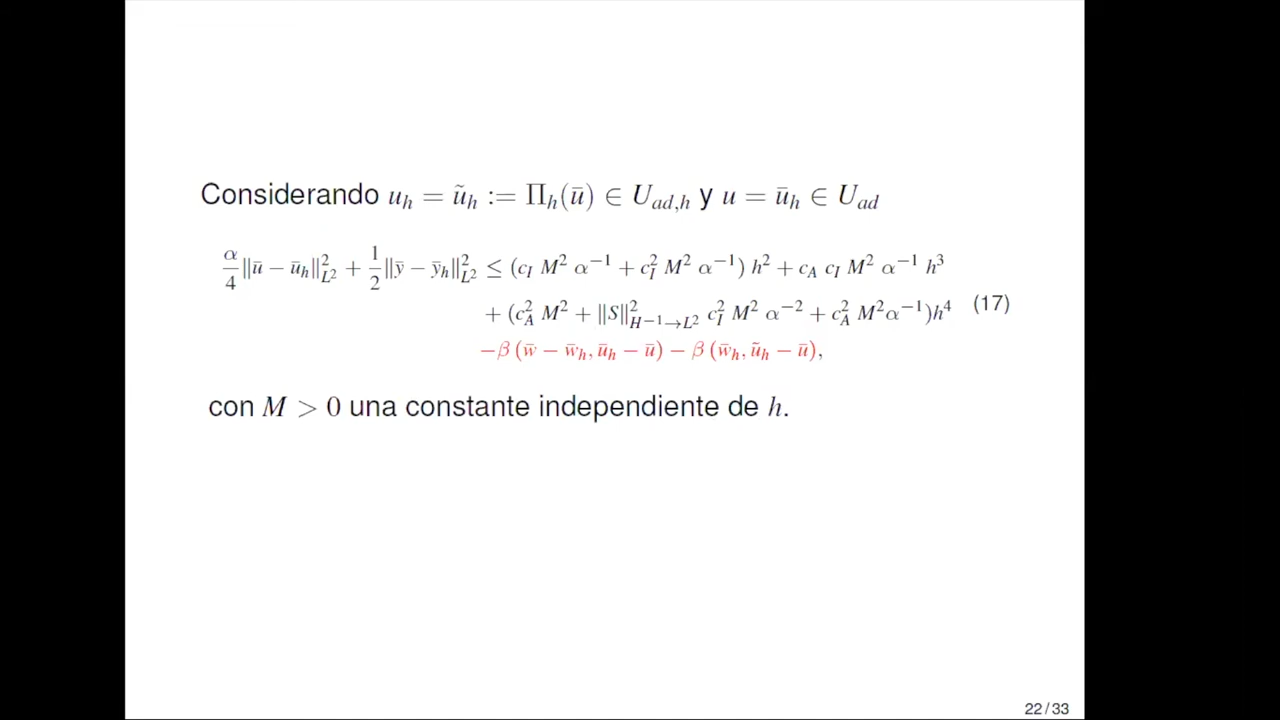 Considerando u_h = ũ_h := Π_h(ū) ∈ U_{ad,h} y u = ū_h ∈ U_{ad}
α/4 ‖ū − ū_h‖²_{L²} + 1/2 ‖ȳ − ȳ_h‖²_{L²} ≤ (c_I M² α⁻¹ + c_I² M² α⁻¹) h² + c_A c_I M² α⁻¹ h³
+ (c_A² M² + ‖S‖²_{H⁻¹→L²} c_I² M² α⁻² + c_A² M²α⁻¹)h⁴ (17)
−β (w̄ − w̄_h, ū_h − ū) − β (w̄_h, ũ_h − ū),
con M > 0 una constante independiente de h.
22 / 33